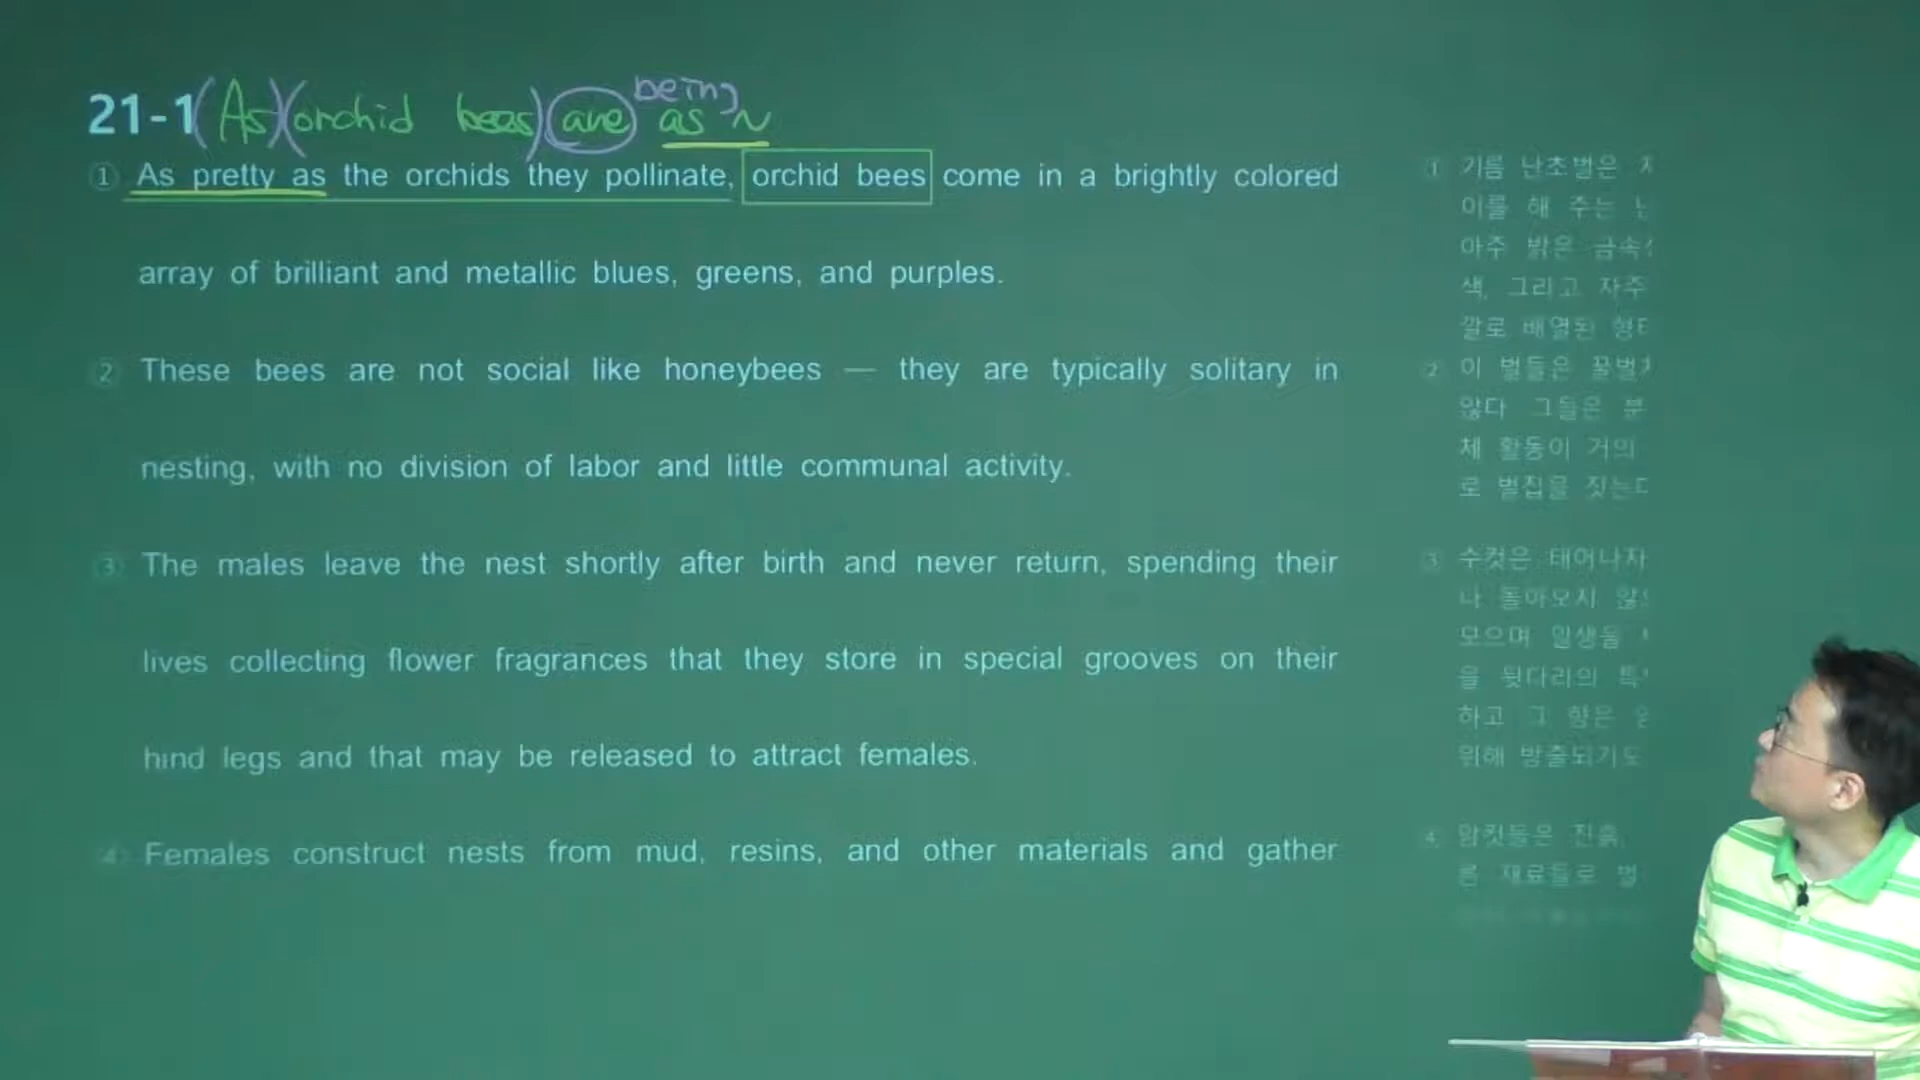 21-1 (As)(orchid bees) are being as ~
① As pretty as the orchids they pollinate, orchid bees come in a brightly colored
array of brilliant and metallic blues, greens, and purples.
② These bees are not social like honeybees — they are typically solitary in
nesting, with no division of labor and little communal activity.
③ The males leave the nest shortly after birth and never return, spending their
lives collecting flower fragrances that they store in special grooves on their
hind legs and that may be released to attract females.
④ Females construct nests from mud, resins, and other materials and gather
① 기름 난초벌은
이를 해 주는
아주 밝은 금속
색, 그리고 자주
깔로 배열된 형태
② 이 벌들은 꿀벌
않다 그들은 분
체 활동이 거의
로 벌집을 짓는다
③ 수컷은 태어나자
나 돌아오지 않
모으며 일생을
을 뒷다리의 특
하고 그 향은
위해 방출되기도
④ 암컷들은 진흙,
른 재료들로 벌